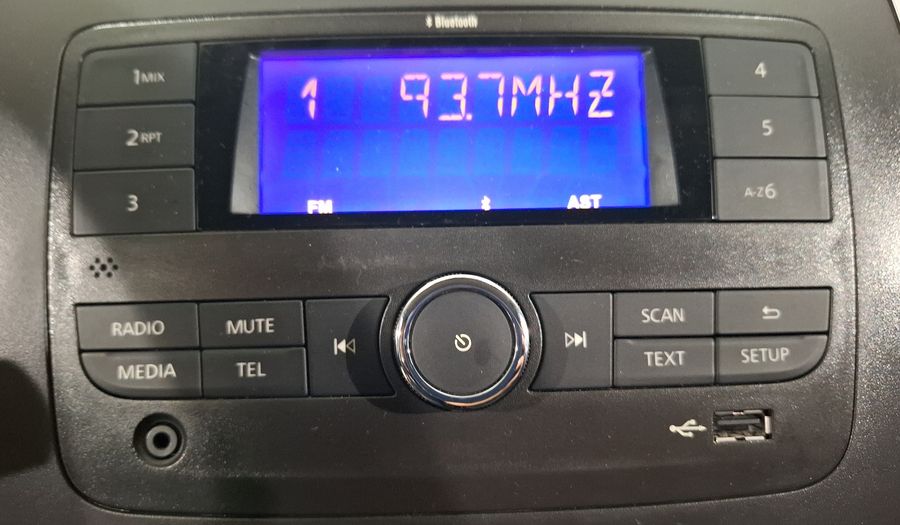 Bluetooth
1MIX
1 93.7MHZ
4
2RPT
5
3
FM AST
A-Z6
RADIO
MUTE
SCAN
MEDIA
TEL
TEXT
SETUP